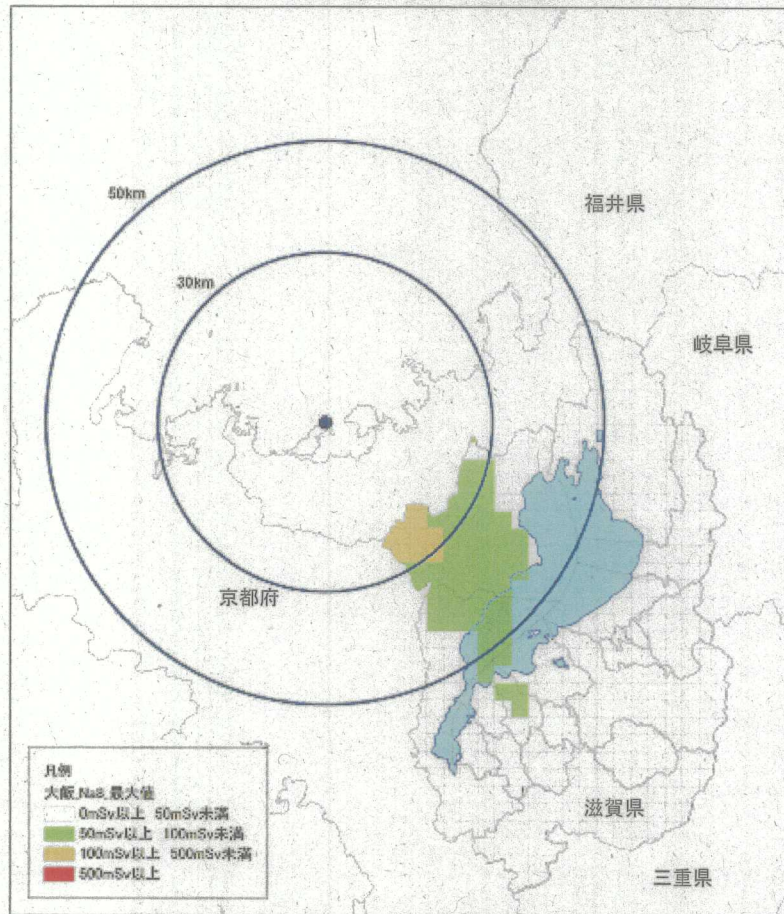 福井県
50km
30km
岐阜県
京都府
滋賀県
三重県
凡例
大飯_No8_最大値
0mSv以上 50mSv未満
50mSv以上 100mSv未満
100mSv以上 500mSv未満
500mSv以上